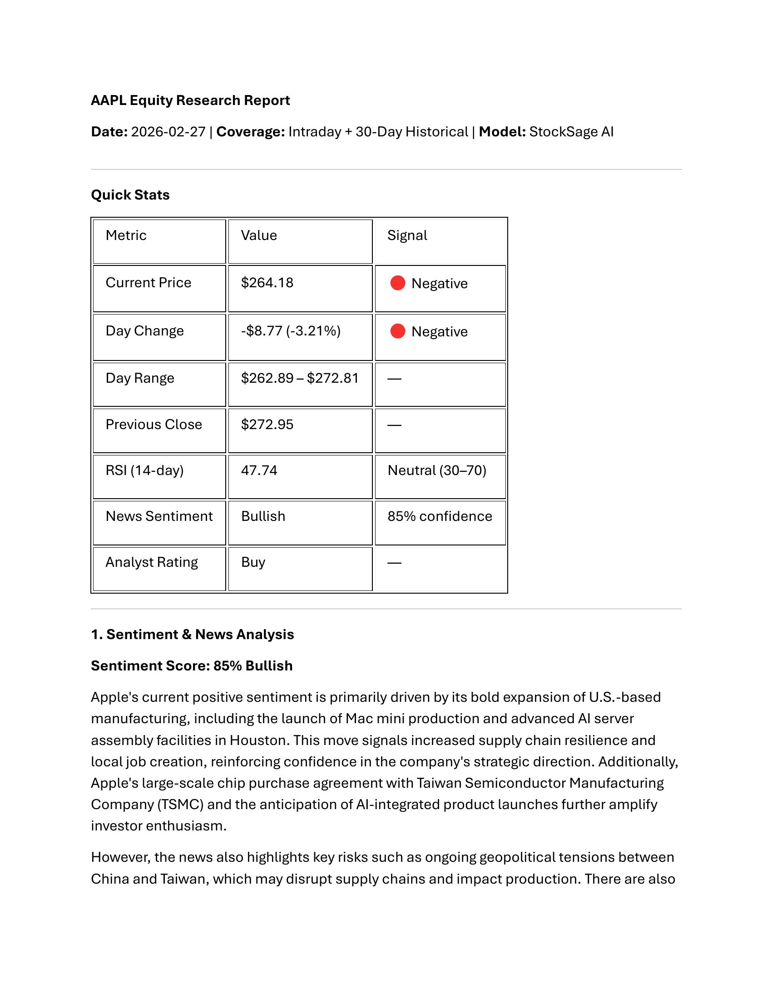 AAPL Equity Research Report
Date: 2026-02-27 | Coverage: Intraday + 30-Day Historical | Model: StockSage AI
Quick Stats
Metric Value Signal
Current Price $264.18 🔴 Negative
Day Change -$8.77 (-3.21%) 🔴 Negative
Day Range $262.89 – $272.81 —
Previous Close $272.95 —
RSI (14-day) 47.74 Neutral (30–70)
News Sentiment Bullish 85% confidence
Analyst Rating Buy —
1. Sentiment & News Analysis
Sentiment Score: 85% Bullish
Apple's current positive sentiment is primarily driven by its bold expansion of U.S.-based
manufacturing, including the launch of Mac mini production and advanced AI server
assembly facilities in Houston. This move signals increased supply chain resilience and
local job creation, reinforcing confidence in the company's strategic direction. Additionally,
Apple's large-scale chip purchase agreement with Taiwan Semiconductor Manufacturing
Company (TSMC) and the anticipation of AI-integrated product launches further amplify
investor enthusiasm.
However, the news also highlights key risks such as ongoing geopolitical tensions between
China and Taiwan, which may disrupt supply chains and impact production. There are also